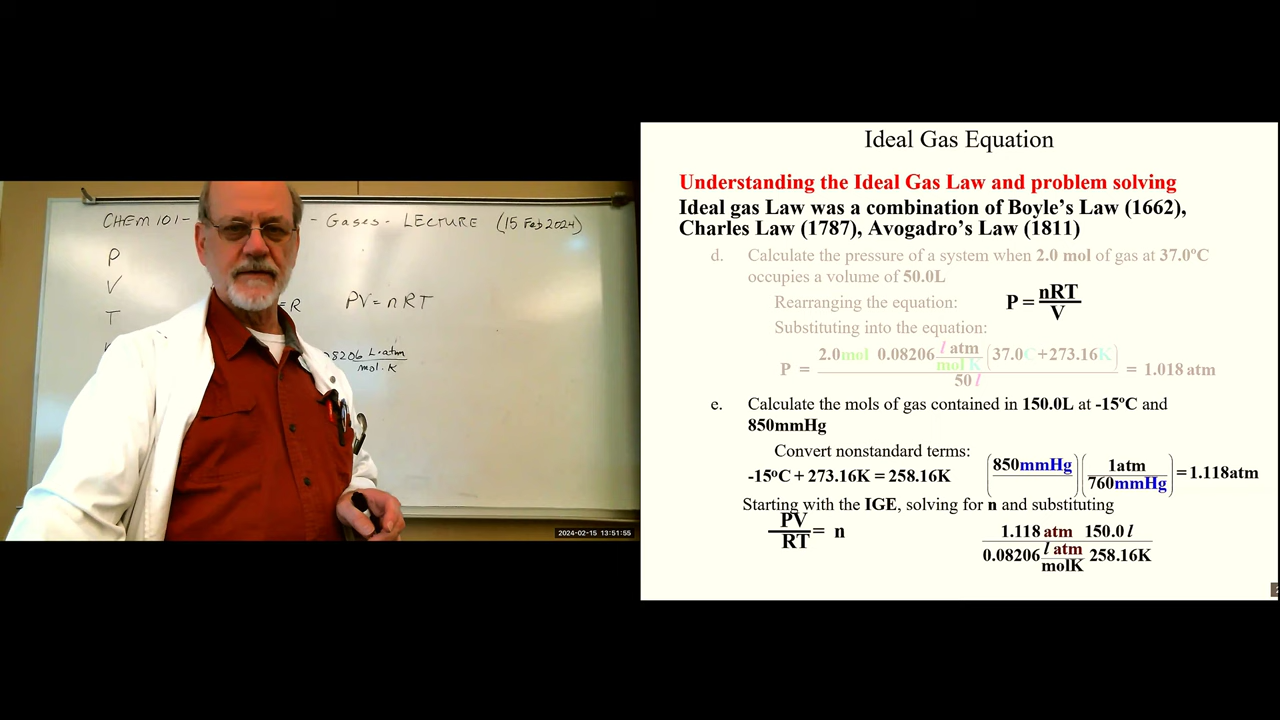 CHEM 101 - - Gases - LECTURE (15 Feb 2024)
P
V
T
= R PV = nRT
8206 L·atm
mol·K
2024-02-15 13:51:55
Ideal Gas Equation
Understanding the Ideal Gas Law and problem solving
Ideal gas Law was a combination of Boyle's Law (1662),
Charles Law (1787), Avogadro's Law (1811)
d. Calculate the pressure of a system when 2.0 mol of gas at 37.0ºC
occupies a volume of 50.0L
Rearranging the equation: P = nRT
V
Substituting into the equation:
2.0mol 0.08206 l atm (37.0C+273.16K)
mol K
P = = 1.018 atm
50 l
e. Calculate the mols of gas contained in 150.0L at -15ºC and
850mmHg
Convert nonstandard terms:
-15ºC + 273.16K = 258.16K (850mmHg) (1atm = 1.118atm
760mmHg)
Starting with the IGE, solving for n and substituting
PV
RT = n
1.118 atm 150.0 l
0.08206 l atm 258.16K
molK